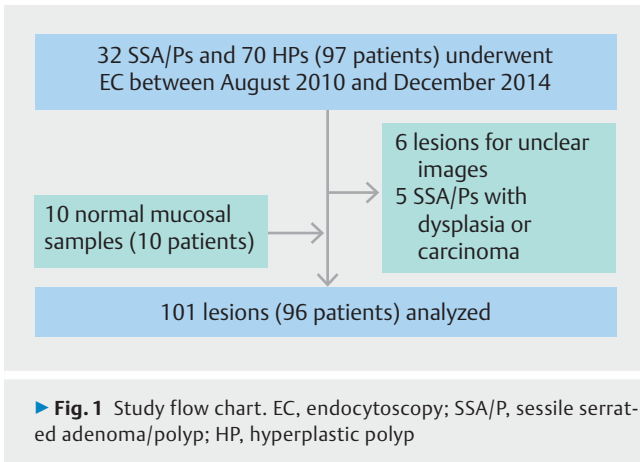 32 SSA/Ps and 70 HPs (97 patients) underwent
EC between August 2010 and December 2014
6 lesions for unclear
images
5 SSA/Ps with
dysplasia or
carcinoma
10 normal mucosal
samples (10 patients)
101 lesions (96 patients) analyzed
▶ Fig. 1 Study flow chart. EC, endocytoscopy; SSA/P, sessile serrat-
ed adenoma/polyp; HP, hyperplastic polyp